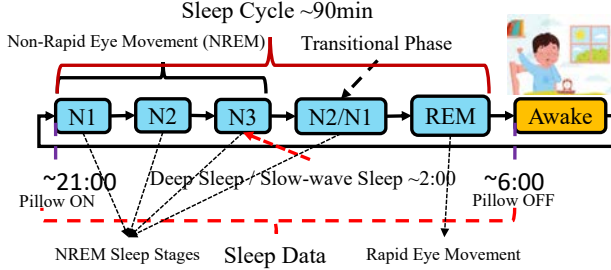 Sleep Cycle ~90min
Non-Rapid Eye Movement (NREM)
Transitional Phase
N1
N2
N3
N2/N1
REM
Awake
~21:00
Deep Sleep / Slow-wave Sleep ~2:00
~6:00
Pillow ON
Pillow OFF
NREM Sleep Stages
Sleep Data
Rapid Eye Movement